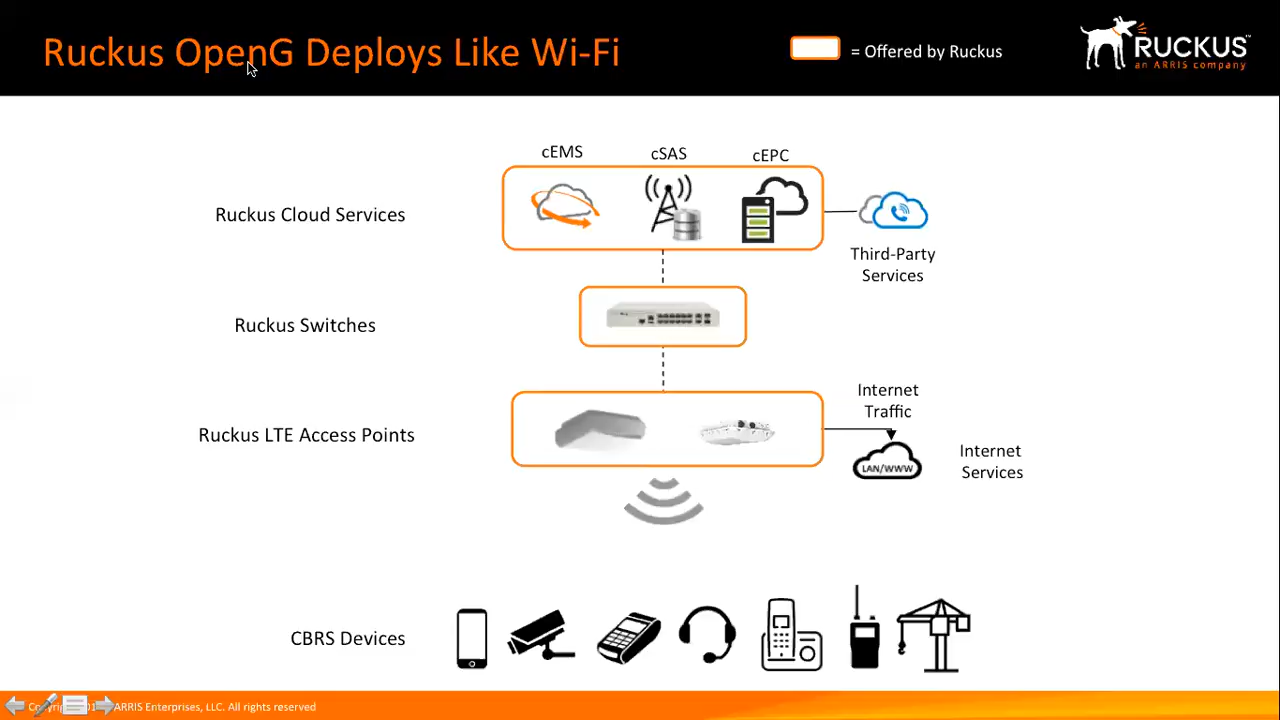 Ruckus OpenG Deploys Like Wi-Fi
= Offered by Ruckus
RUCKUS™
an ARRIS company
cEMS
cSAS
cEPC
Ruckus Cloud Services
Third-Party
Services
Ruckus Switches
Internet
Traffic
Ruckus LTE Access Points
LAN/WWW
Internet
Services
CBRS Devices
ARRIS Enterprises, LLC. All rights reserved